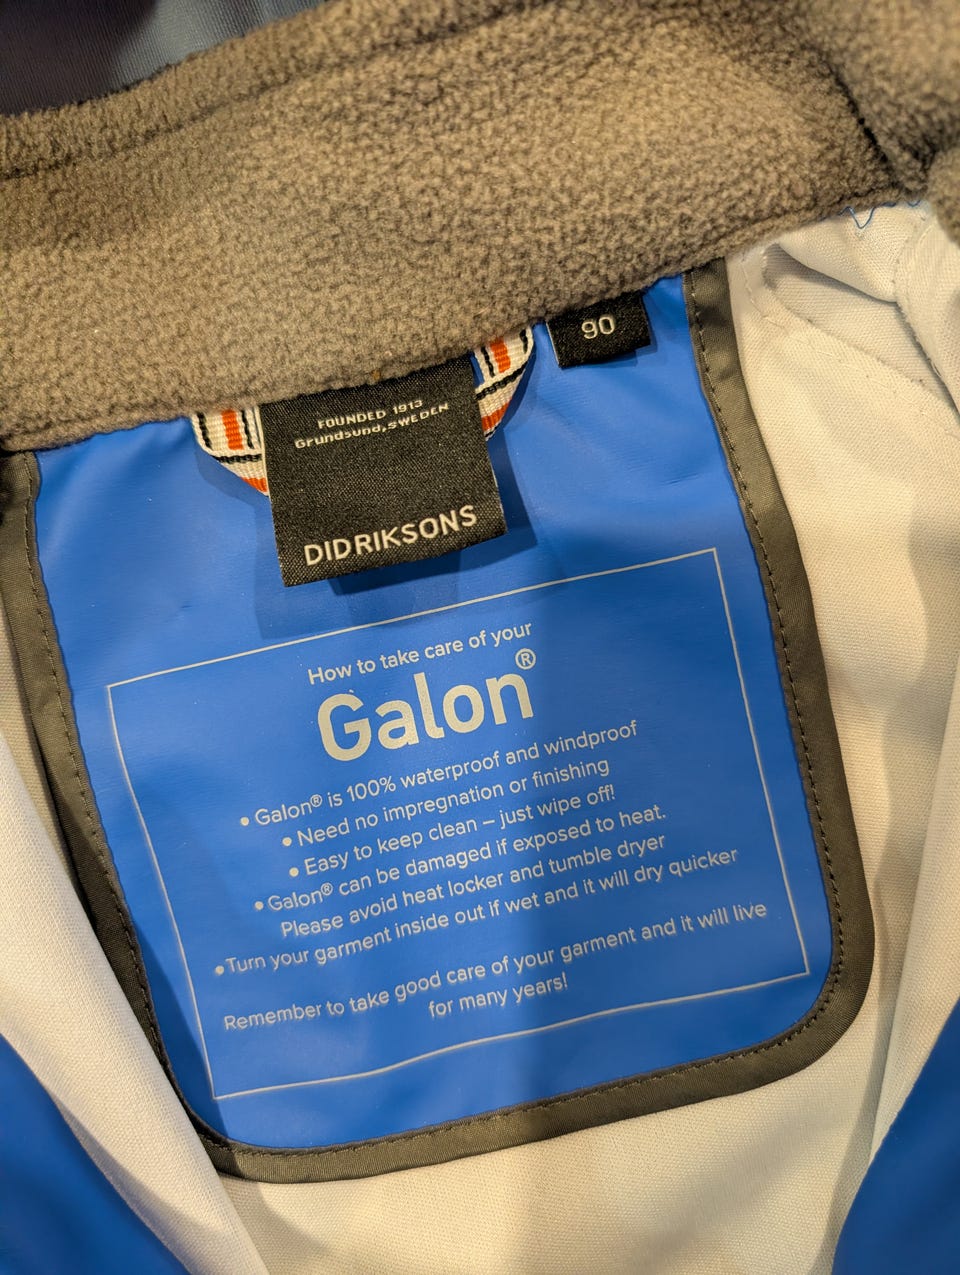 90
FOUNDED 1913
Grundsund, SWEDEN
DIDRIKSONS
How to take care of your
Galon®
• Galon® is 100% waterproof and windproof
• Need no impregnation or finishing
• Easy to keep clean – just wipe off!
• Galon® can be damaged if exposed to heat.
Please avoid heat locker and tumble dryer
• Turn your garment inside out if wet and it will dry quicker
Remember to take good care of your garment and it will live
for many years!